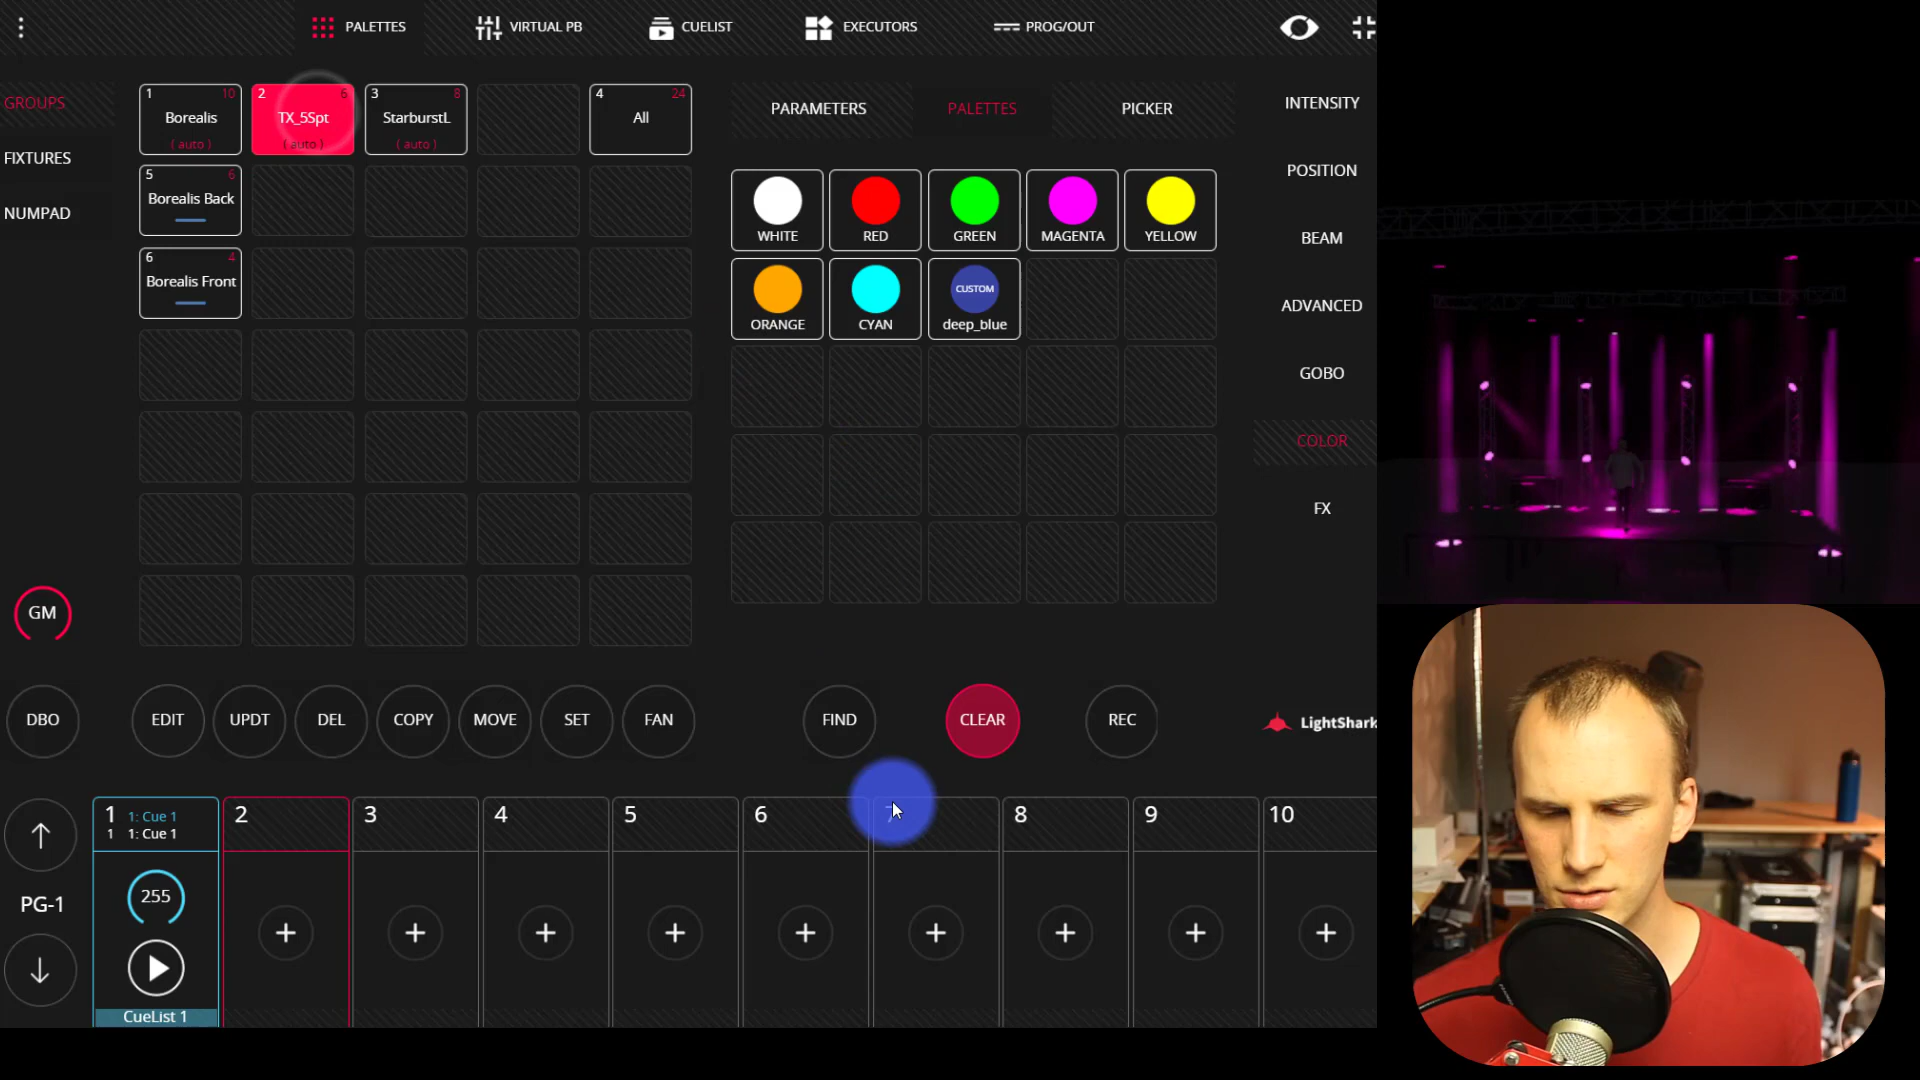 PALETTES
VIRTUAL PB
CUELIST
EXECUTORS
PROG/OUT
GROUPS
FIXTURES
NUMPAD
1 10
Borealis
( auto )
2 6
TX_5Spt
( auto )
3 8
StarburstL
( auto )
4 24
All
5 6
Borealis Back
6 4
Borealis Front
PARAMETERS
PALETTES
PICKER
WHITE
RED
GREEN
MAGENTA
YELLOW
ORANGE
CYAN
CUSTOM
deep_blue
INTENSITY
POSITION
BEAM
ADVANCED
GOBO
COLOR
FX
GM
DBO
EDIT
UPDT
DEL
COPY
MOVE
SET
FAN
FIND
CLEAR
REC
LightShark
PG-1
1 1: Cue 1
1 1: Cue 1
255
CueList 1
2
3
4
5
6
7
8
9
10